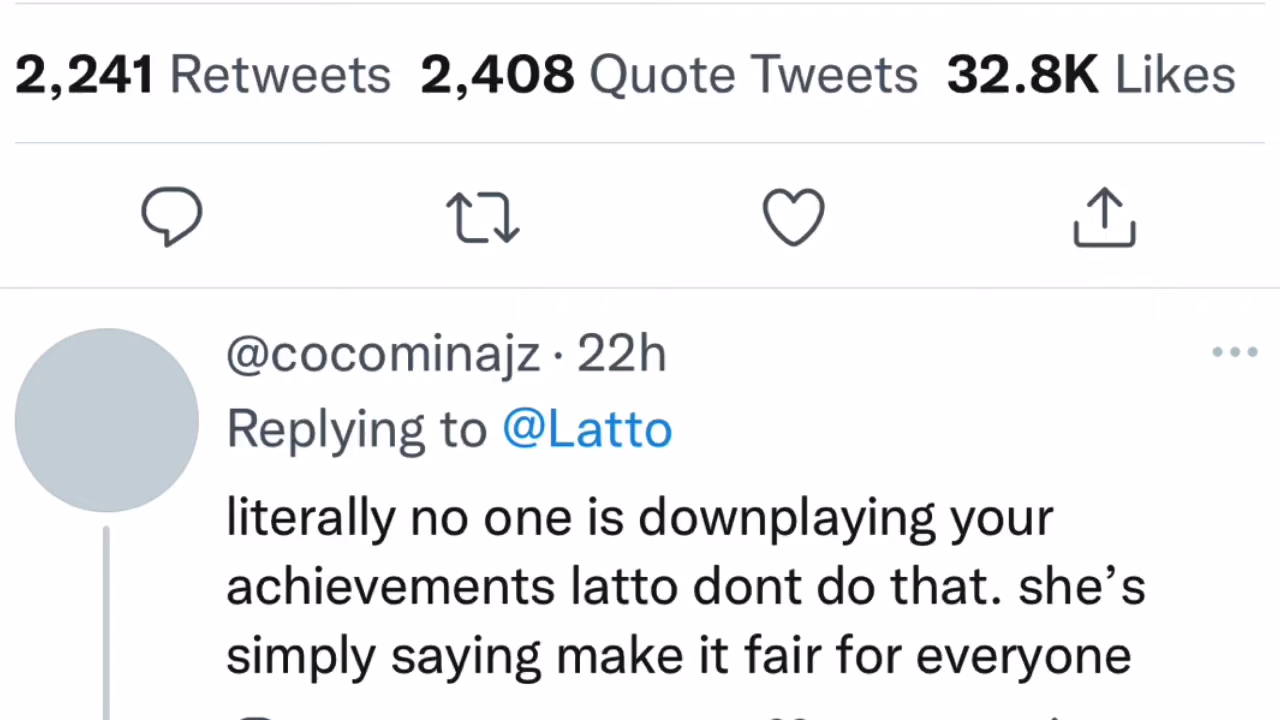 2,241 Retweets 2,408 Quote Tweets 32.8K Likes
@cocominajz · 22h
Replying to @Latto
literally no one is downplaying your
achievements latto dont do that. she’s
simply saying make it fair for everyone